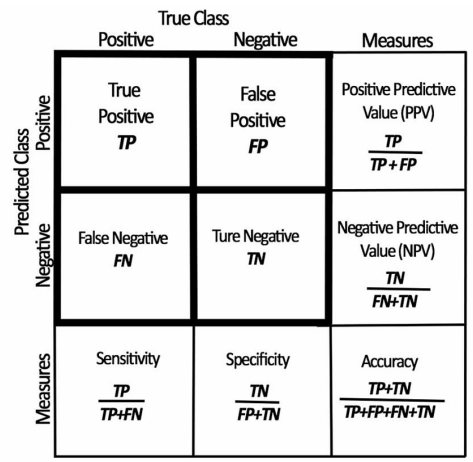 True Class
Positive Negative Measures
Predicted Class
Positive
True
Positive
TP
False
Positive
FP
Positive Predictive
Value (PPV)
TP
TP + FP
Negative
False Negative
FN
Ture Negative
TN
Negative Predictive
Value (NPV)
TN
FN+TN
Measures
Sensitivity
TP
TP+FN
Specificity
TN
FP+TN
Accuracy
TP+TN
TP+FP+FN+TN